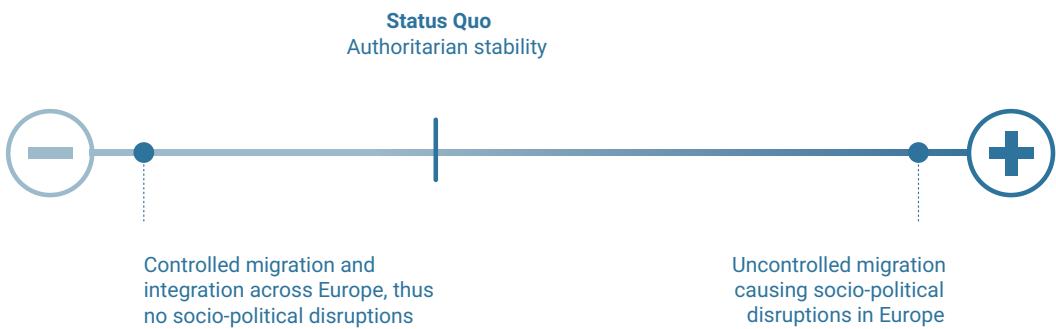 Status Quo
Authoritarian stability
Controlled migration and
integration across Europe, thus
no socio-political disruptions
Uncontrolled migration
causing socio-political
disruptions in Europe